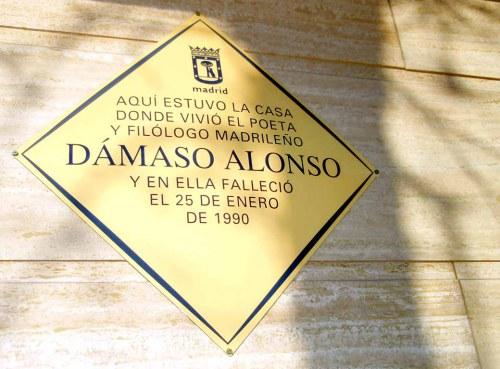 madrid
AQUÍ ESTUVO LA CASA
DONDE VIVIÓ EL POETA
Y FILÓLOGO MADRILEÑO
DÁMASO ALONSO
Y EN ELLA FALLECIÓ
EL 25 DE ENERO
DE 1990